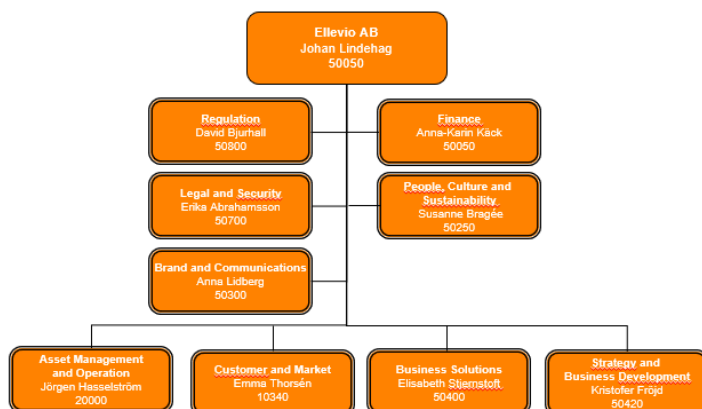 Ellevio AB
Johan Lindehag
50050
Regulation
David Bjurhall
50800
Finance
Anna-Karin Käck
50050
Legal and Security
Erika Abrahamsson
50700
People, Culture and
Sustainability
Susanne Bragée
50250
Brand and Communications
Anna Lidberg
50300
Asset Management
and Operation
Jörgen Hasselström
20000
Customer and Market
Emma Thorsén
10340
Business Solutions
Elisabeth Stjernstoft
50400
Strategy and
Business Development
Kristofer Fröjd
50420